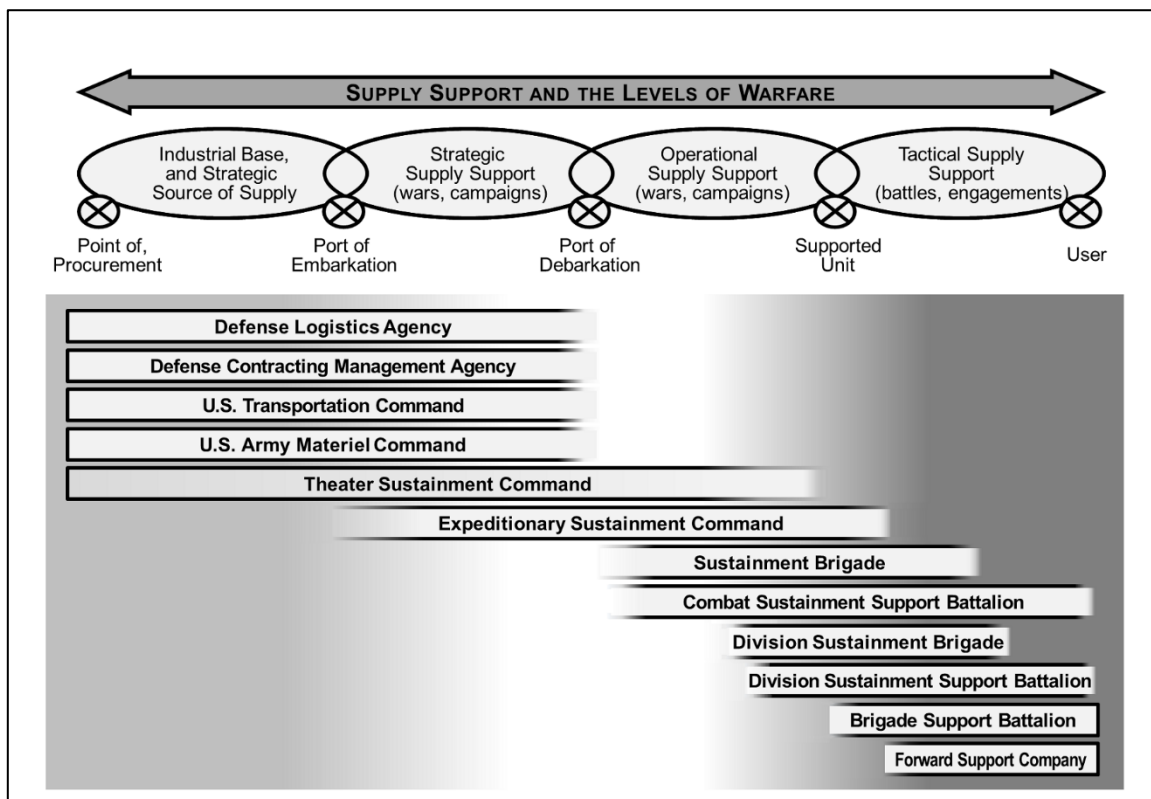 SUPPLY SUPPORT AND THE LEVELS OF WARFARE
Industrial Base,
and Strategic
Source of Supply
Strategic
Supply Support
(wars, campaigns)
Operational
Supply Support
(wars, campaigns)
Tactical Supply
Support
(battles, engagements)
Point of,
Procurement
Port of
Embarkation
Port of
Debarkation
Supported
Unit
User
Defense Logistics Agency
Defense Contracting Management Agency
U.S. Transportation Command
U.S. Army Materiel Command
Theater Sustainment Command
Expeditionary Sustainment Command
Sustainment Brigade
Combat Sustainment Support Battalion
Division Sustainment Brigade
Division Sustainment Support Battalion
Brigade Support Battalion
Forward Support Company